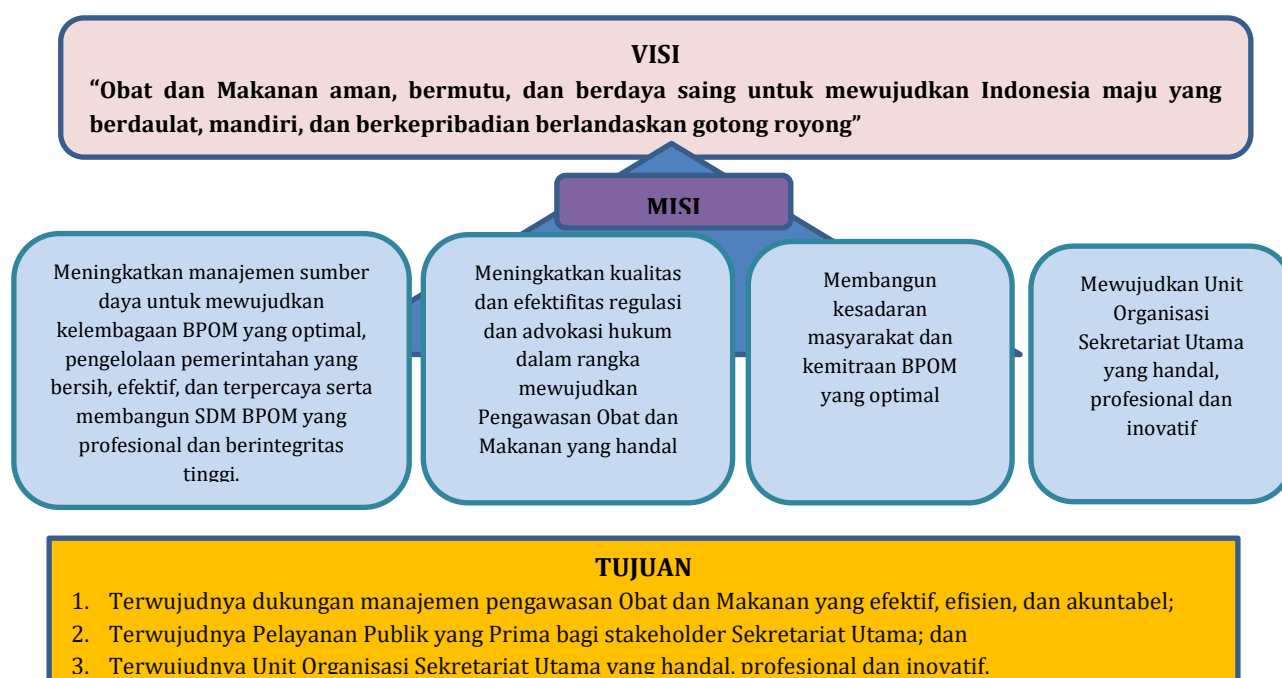 VISI
“Obat dan Makanan aman, bermutu, dan berdaya saing untuk mewujudkan Indonesia maju yang
berdaulat, mandiri, dan berkepribadian berlandaskan gotong royong”
MISI
Meningkatkan manajemen sumber
daya untuk mewujudkan
kelembagaan BPOM yang optimal,
pengelolaan pemerintahan yang
bersih, efektif, dan terpercaya serta
membangun SDM BPOM yang
profesional dan berintegritas
tinggi.
Meningkatkan kualitas
dan efektifitas regulasi
dan advokasi hukum
dalam rangka
mewujudkan
Pengawasan Obat dan
Makanan yang handal
Membangun
kesadaran
masyarakat dan
kemitraan BPOM
yang optimal
Mewujudkan Unit
Organisasi
Sekretariat Utama
yang handal,
profesional dan
inovatif
TUJUAN
1. Terwujudnya dukungan manajemen pengawasan Obat dan Makanan yang efektif, efisien, dan akuntabel;
2. Terwujudnya Pelayanan Publik yang Prima bagi stakeholder Sekretariat Utama; dan
3. Terwujudnya Unit Organisasi Sekretariat Utama yang handal, profesional dan inovatif.